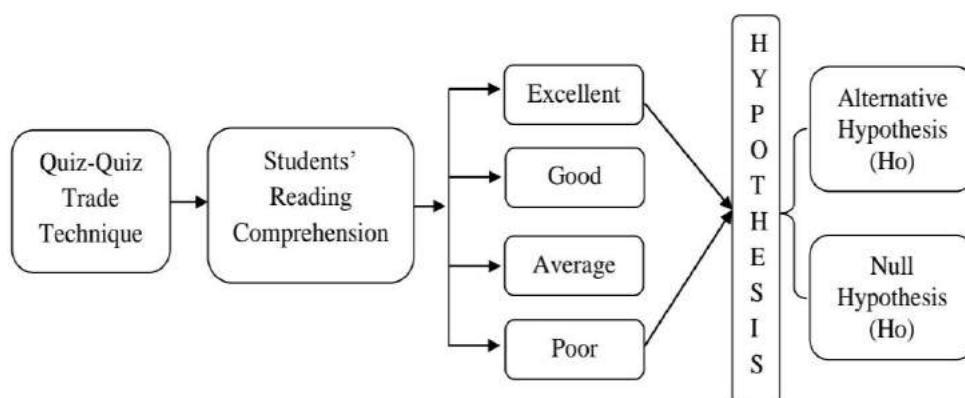 Quiz-Quiz
Trade
Technique
Students’
Reading
Comprehension
Excellent
Good
Average
Poor
H
Y
P
O
T
H
E
S
I
S
Alternative
Hypothesis
(Ho)
Null
Hypothesis
(Ho)